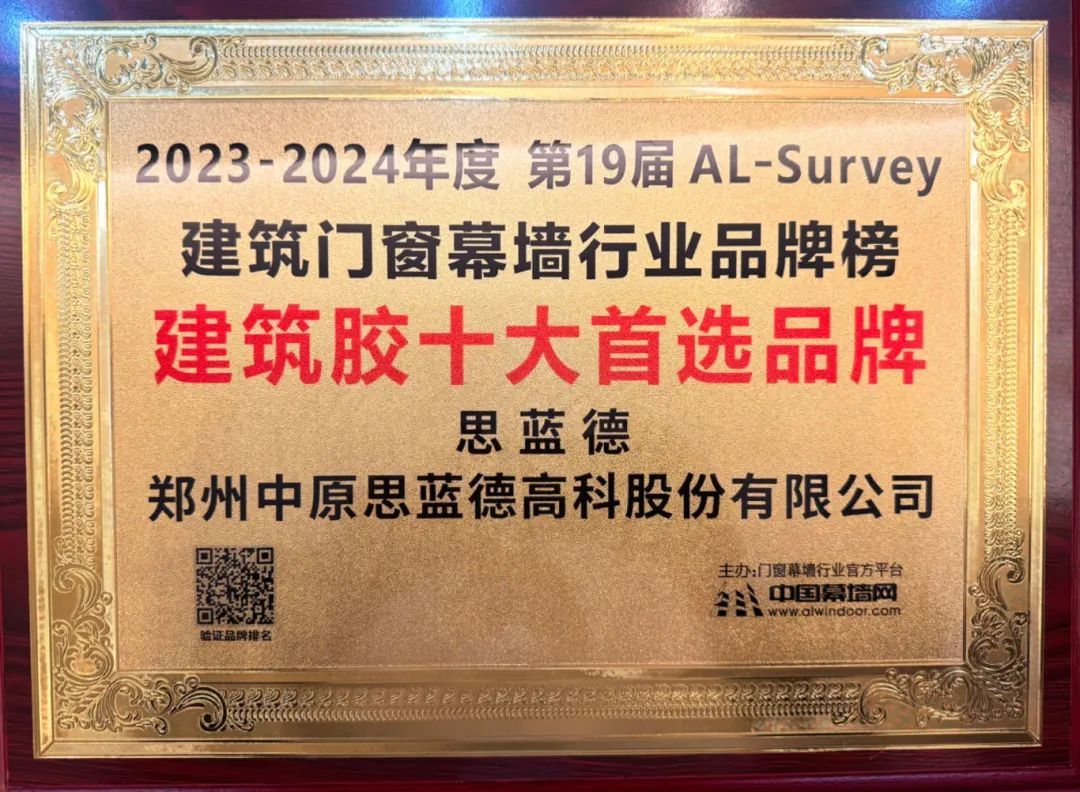 2023-2024年度 第19届 AL-Survey
建筑门窗幕墙行业品牌榜
建筑胶十大首选品牌
思蓝德
郑州中原思蓝德高科股份有限公司
验证品牌排名
主办:门窗幕墙行业官方平台
中国幕墙网
www.alwindoor.com